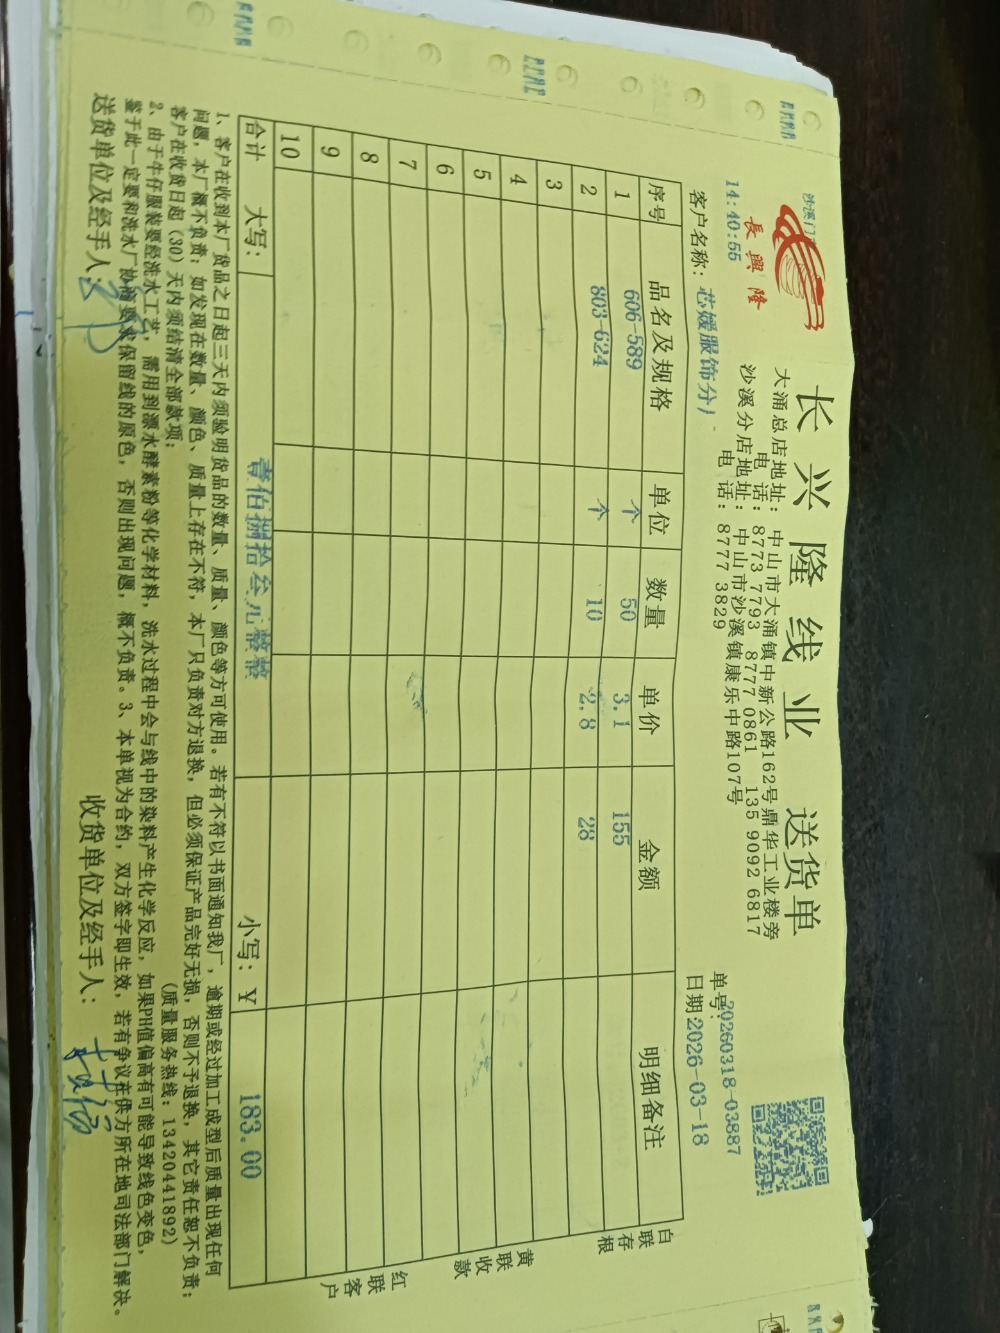 長興隆
长兴隆线业 送货单
大涌总店地址: 中山市大涌镇中新公路162号鼎华工业楼旁
电 话: 8773 7793 8777 0861 135 9092 6817
沙溪分店地址: 中山市沙溪镇康乐中路107号
电 话: 8777 3829
沙溪门
14:40:55
单号: 20260318-03887
客户名称: 芯嫒服饰分厂
日期: 2026-03-18
序号 品名及规格 单位 数量 单价 金额 明细备注
1 606-589 个 50 3.1 155
2 803-624 个 10 2.8 28
3
4
5
6
7
8
9
10
合计 大写: 壹佰捌拾叁元整整 小写: ¥ 183.00
白联存根
黄联收款
红联客户
1、客户在收到本厂货品之日起三天内须验明货品的数量、质量、颜色等方可使用。若有不符以书面通知我厂，逾期或经过加工成型后质量出现任何
问题，本厂概不负责；如发现在数量、颜色、质量上存在不符，本厂只负责对方退换，但必须保证产品完好无损，否则不予退换，其它责任恕不负责；
客户在收货日起（30）天内须结清全部款项； (质量服务热线: 13420441892)
2、由于牛仔服装要经洗水工艺，需用到漂水酵素粉等化学材料，洗水过程中会与线中的染料产生化学反应，如果PH值偏高有可能导致线色变色，
鉴于此一定要和洗水厂协商要求保留线的原色，否则出现问题，概不负责。3、本单视为合约，双方签字即生效，若有争议在供方所在地司法部门解决。
送货单位及经手人: 收货单位及经手人: